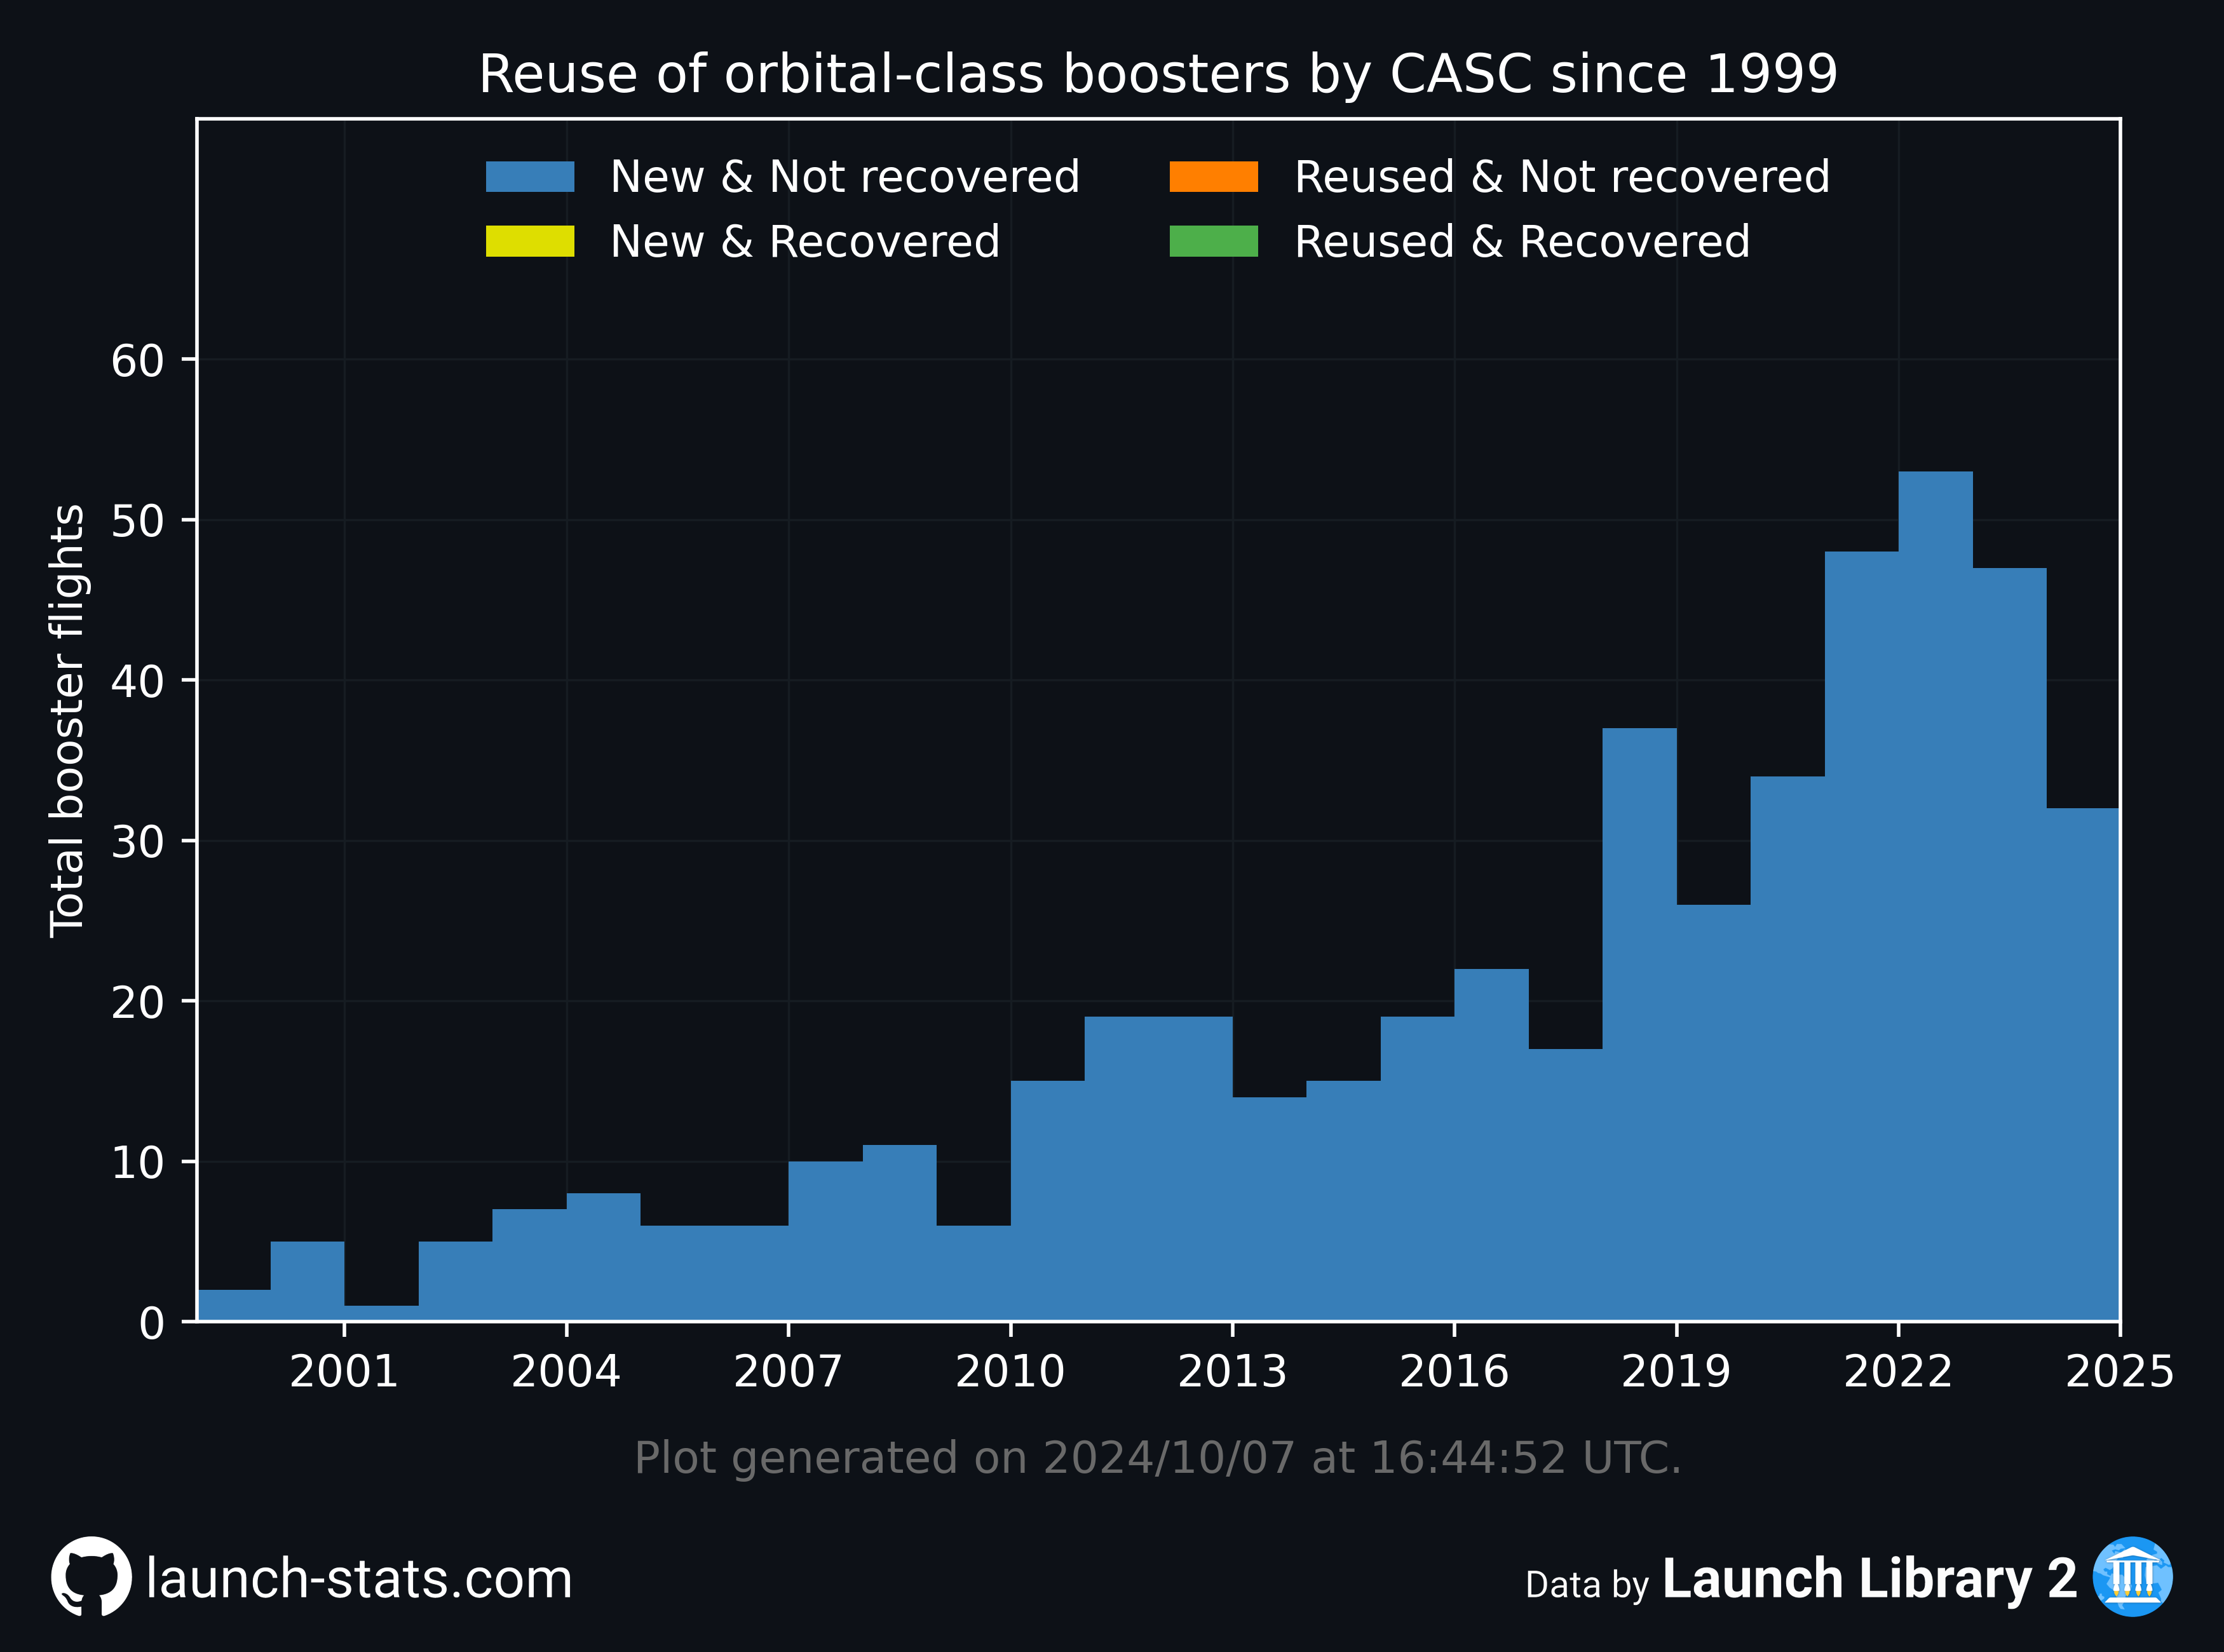 Reuse of orbital-class boosters by CASC since 1999
New & Not recovered
Reused & Not recovered
New & Recovered
Reused & Recovered
Total booster flights
60
50
40
30
20
10
0
2001 2004 2007 2010 2013 2016 2019 2022 2025
Plot generated on 2024/10/07 at 16:44:52 UTC.
launch-stats.com
Data by Launch Library 2